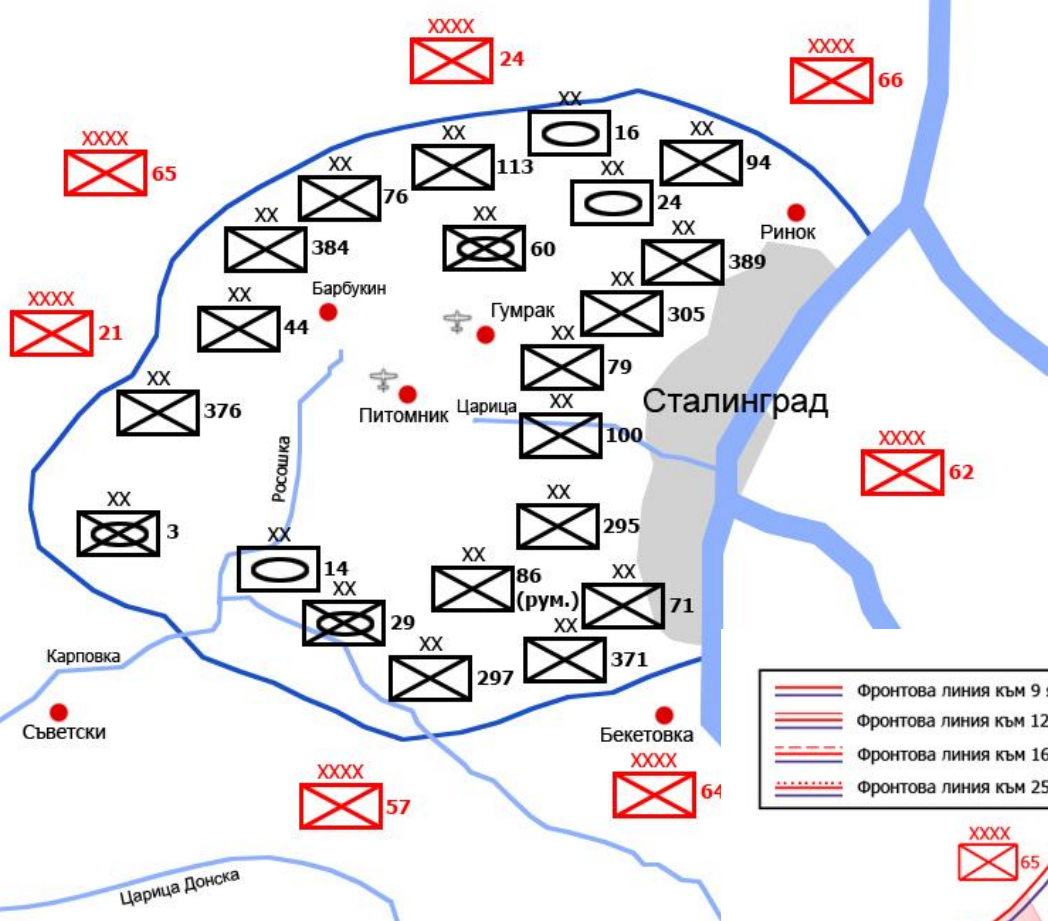 XXXX
24
XXXX
66
XXXX
65
XX
16
XX
113
XX
94
XX
76
XX
24
XX
384
XX
60
XX
389
Ринок
Барбукин
XXXX
21
XX
44
Гумрак
XX
305
XX
79
XX
376
Питомник
Царица
XX
100
Сталинград
XXXX
62
Росошка
XX
3
XX
295
XX
14
XX
86
(рум.)
XX
71
XX
29
XX
371
XX
297
Карповка
Съветски
Бекетовка
XXXX
57
XXXX
64
Царица Донска
Фронтова линия към 9
Фронтова линия към 12
Фронтова линия към 16
Фронтова линия към 25
XXXX
65